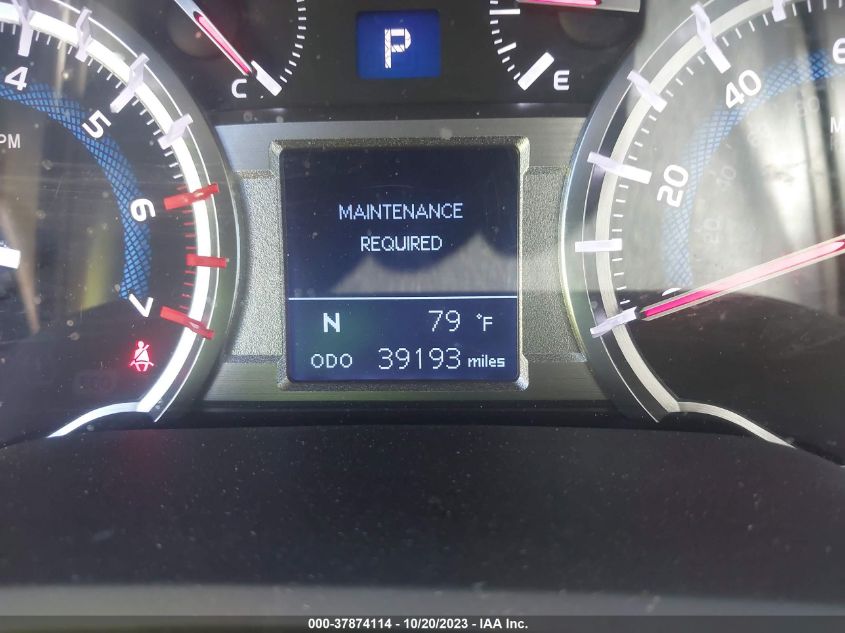 P
C
E
4
5
6
7
PM
MAINTENANCE
REQUIRED
N 79 °F
ODO 39193 miles
20
40
6
M
000-37874114 - 10/20/2023 - IAA Inc.